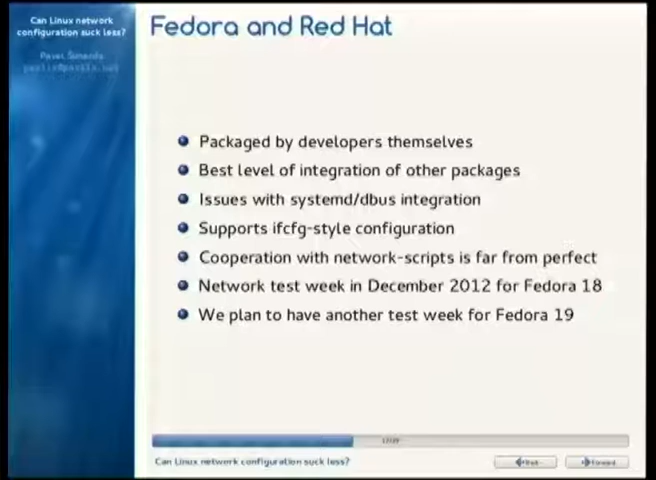 Can Linux network
configuration suck less?
Pavel Šimerda
Fedora and Red Hat
Packaged by developers themselves
Best level of integration of other packages
Issues with systemd/dbus integration
Supports ifcfg-style configuration
Cooperation with network-scripts is far from perfect
Network test week in December 2012 for Fedora 18
We plan to have another test week for Fedora 19
Can Linux network configuration suck less?
Forward